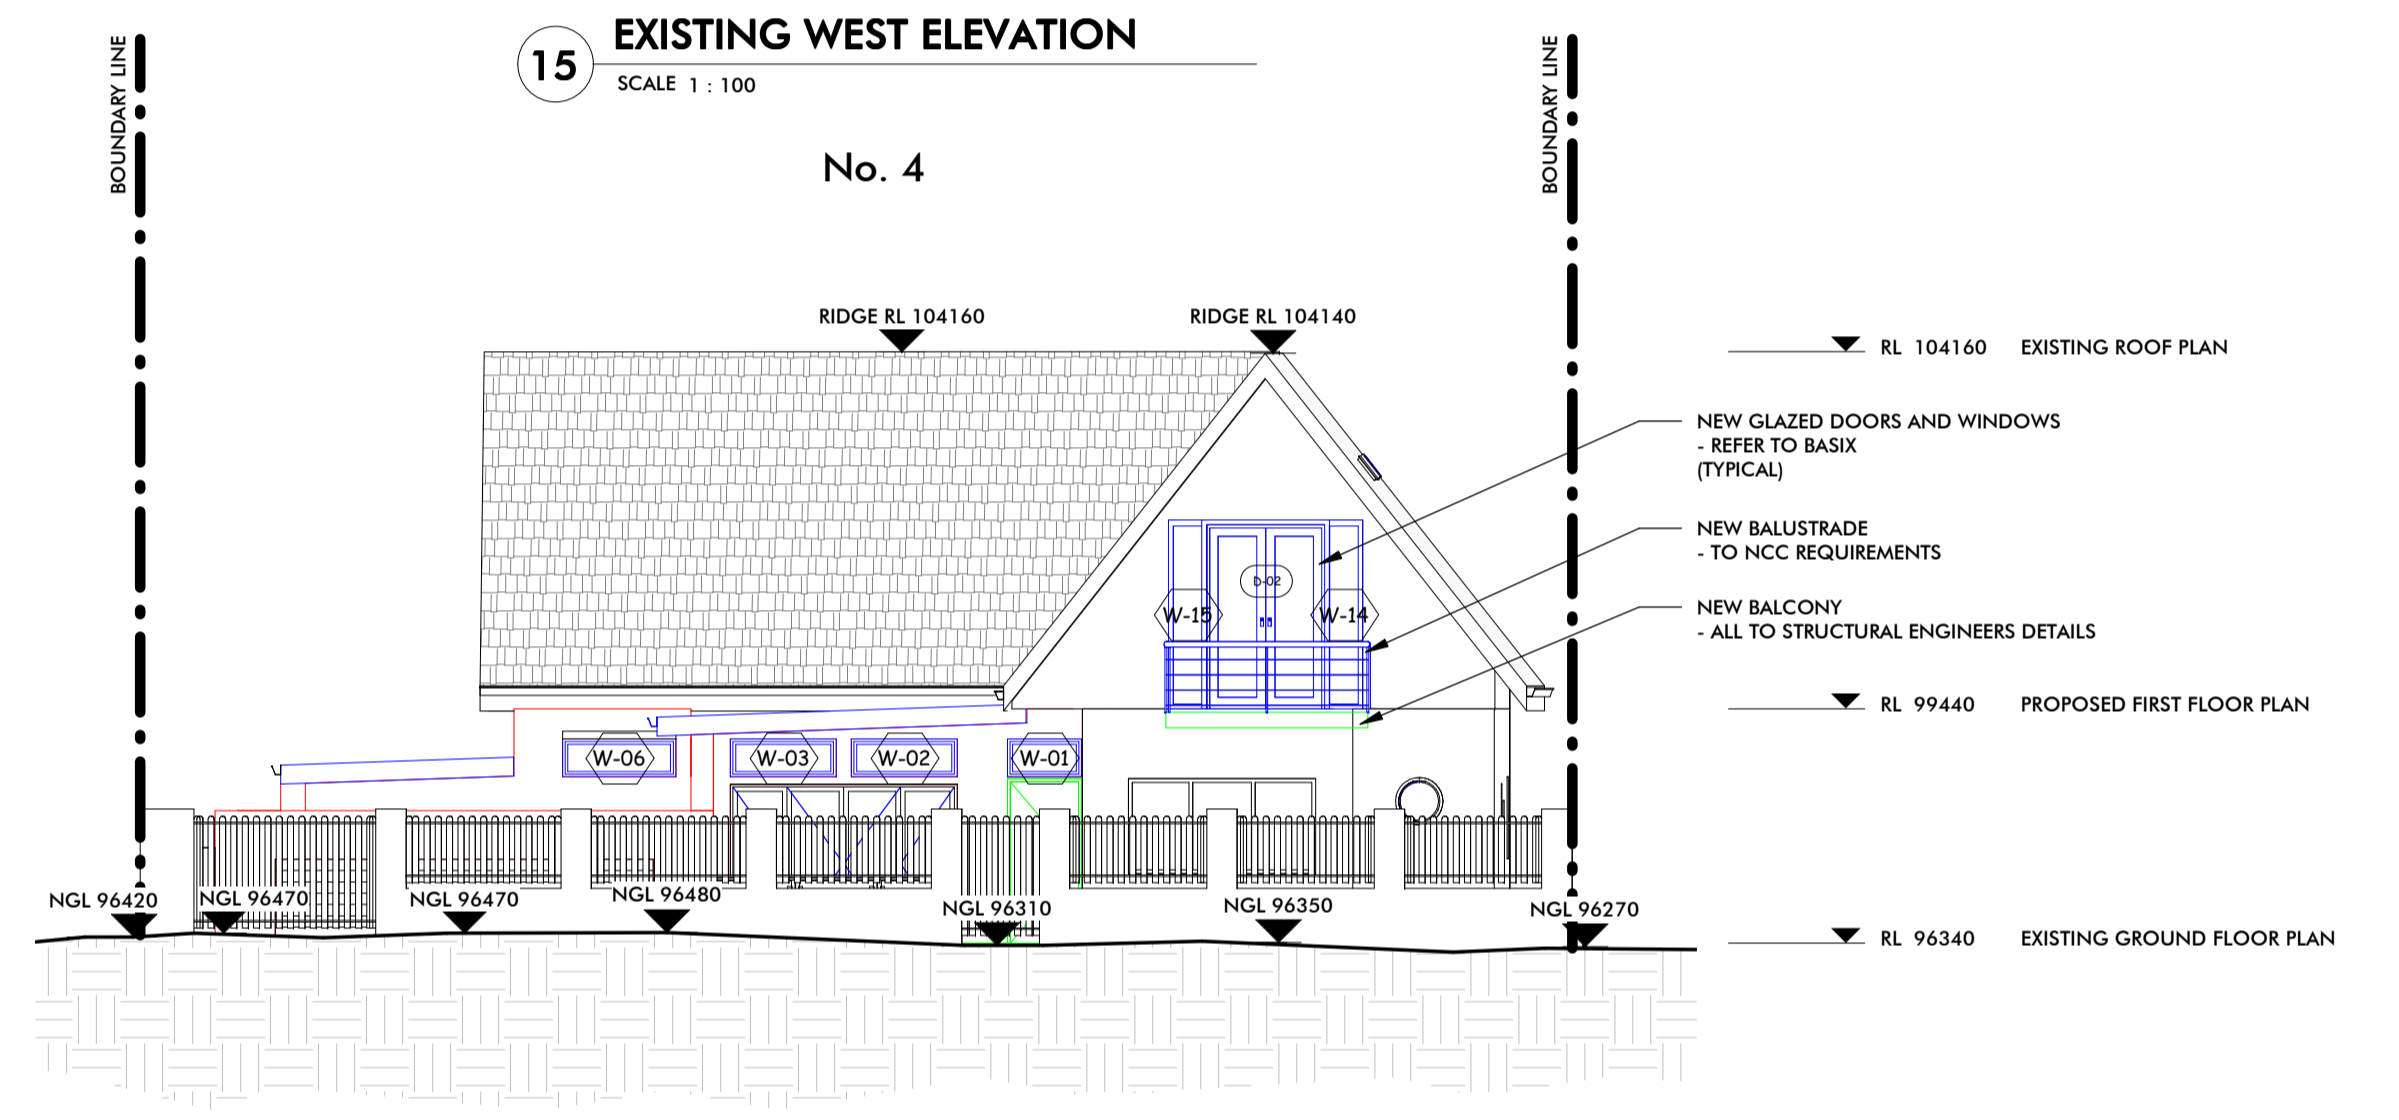 EXISTING WEST ELEVATION
15
SCALE 1 : 100
BOUNDARY LINE
BOUNDARY LINE
No. 4
RIDGE RL 104160
RIDGE RL 104140
RL 104160 EXISTING ROOF PLAN
NEW GLAZED DOORS AND WINDOWS
- REFER TO BASIX
(TYPICAL)
NEW BALUSTRADE
- TO NCC REQUIREMENTS
D-02
W-15
W-14
NEW BALCONY
- ALL TO STRUCTURAL ENGINEERS DETAILS
RL 99440 PROPOSED FIRST FLOOR PLAN
W-06
W-03
W-02
W-01
NGL 96420
NGL 96470
NGL 96470
NGL 96480
NGL 96310
NGL 96350
NGL 96270
RL 96340 EXISTING GROUND FLOOR PLAN